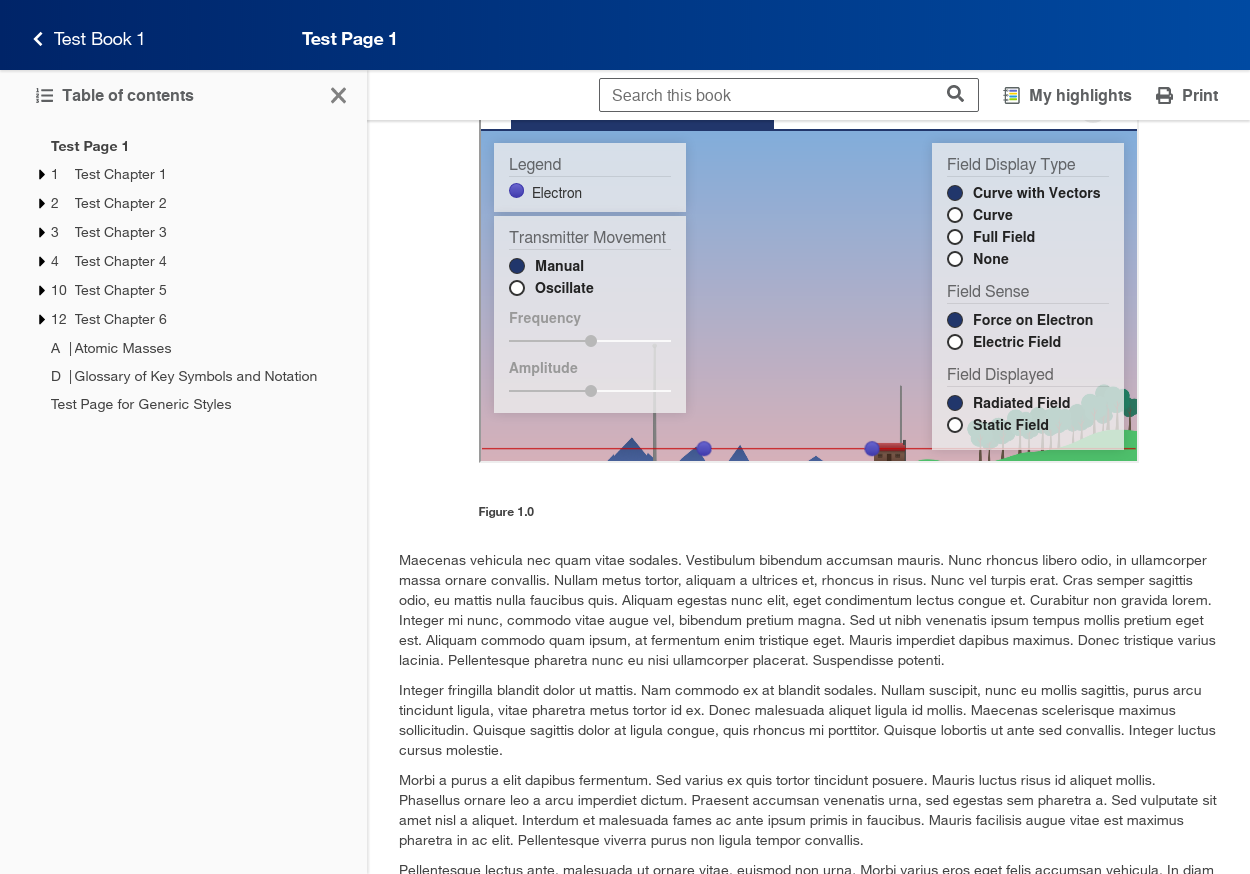 Test Book 1
Test Page 1
Table of contents
Search this book
My highlights
Print
Test Page 1
1 Test Chapter 1
2 Test Chapter 2
3 Test Chapter 3
4 Test Chapter 4
10 Test Chapter 5
12 Test Chapter 6
A | Atomic Masses
D | Glossary of Key Symbols and Notation
Test Page for Generic Styles
Legend
Electron
Transmitter Movement
Manual
Oscillate
Frequency
Amplitude
Field Display Type
Curve with Vectors
Curve
Full Field
None
Field Sense
Force on Electron
Electric Field
Field Displayed
Radiated Field
Static Field
Figure 1.0
Maecenas vehicula nec quam vitae sodales. Vestibulum bibendum accumsan mauris. Nunc rhoncus libero odio, in ullamcorper
massa ornare convallis. Nullam metus tortor, aliquam a ultrices et, rhoncus in risus. Nunc vel turpis erat. Cras semper sagittis
odio, eu mattis nulla faucibus quis. Aliquam egestas nunc elit, eget condimentum lectus congue et. Curabitur non gravida lorem.
Integer mi nunc, commodo vitae augue vel, bibendum pretium magna. Sed ut nibh venenatis ipsum tempus mollis pretium eget
est. Aliquam commodo quam ipsum, at fermentum enim tristique eget. Mauris imperdiet dapibus maximus. Donec tristique varius
lacinia. Pellentesque pharetra nunc eu nisi ullamcorper placerat. Suspendisse potenti.
Integer fringilla blandit dolor ut mattis. Nam commodo ex at blandit sodales. Nullam suscipit, nunc eu mollis sagittis, purus arcu
tincidunt ligula, vitae pharetra metus tortor id ex. Donec malesuada aliquet ligula id mollis. Maecenas scelerisque maximus
sollicitudin. Quisque sagittis dolor at ligula congue, quis rhoncus mi porttitor. Quisque lobortis ut ante sed convallis. Integer luctus
cursus molestie.
Morbi a purus a elit dapibus fermentum. Sed varius ex quis tortor tincidunt posuere. Mauris luctus risus id aliquet mollis.
Phasellus ornare leo a arcu imperdiet dictum. Praesent accumsan venenatis urna, sed egestas sem pharetra a. Sed vulputate sit
amet nisl a aliquet. Interdum et malesuada fames ac ante ipsum primis in faucibus. Mauris facilisis augue vitae est maximus
pharetra in ac elit. Pellentesque viverra purus non ligula tempor convallis.
Pellentesque lectus ante, malesuada ut ornare vitae, euismod non urna. Morbi varius eros eget felis accumsan vehicula. In diam